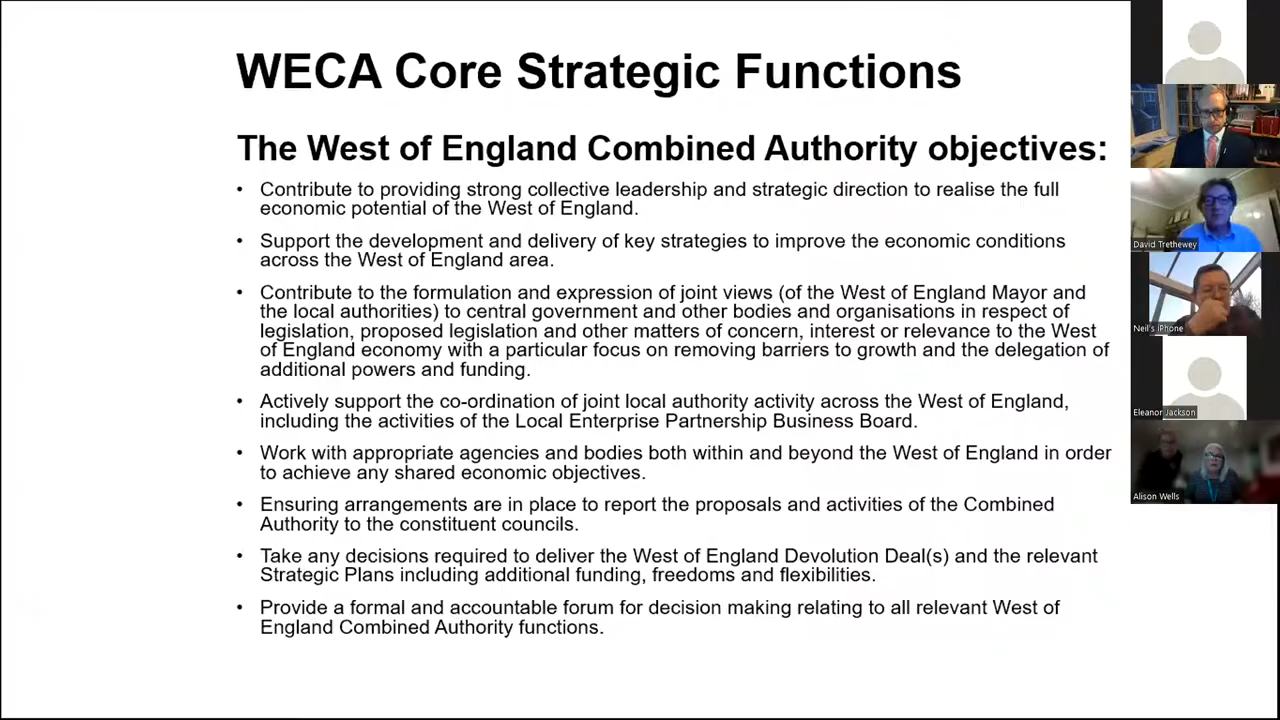 WECA Core Strategic Functions
The West of England Combined Authority objectives:
• Contribute to providing strong collective leadership and strategic direction to realise the full
economic potential of the West of England.
• Support the development and delivery of key strategies to improve the economic conditions
across the West of England area.
• Contribute to the formulation and expression of joint views (of the West of England Mayor and
the local authorities) to central government and other bodies and organisations in respect of
legislation, proposed legislation and other matters of concern, interest or relevance to the West
of England economy with a particular focus on removing barriers to growth and the delegation of
additional powers and funding.
• Actively support the co-ordination of joint local authority activity across the West of England,
including the activities of the Local Enterprise Partnership Business Board.
• Work with appropriate agencies and bodies both within and beyond the West of England in order
to achieve any shared economic objectives.
• Ensuring arrangements are in place to report the proposals and activities of the Combined
Authority to the constituent councils.
• Take any decisions required to deliver the West of England Devolution Deal(s) and the relevant
Strategic Plans including additional funding, freedoms and flexibilities.
• Provide a formal and accountable forum for decision making relating to all relevant West of
England Combined Authority functions.
David Trethewey
Neil's iPhone
Eleanor Jackson
Alison Wells